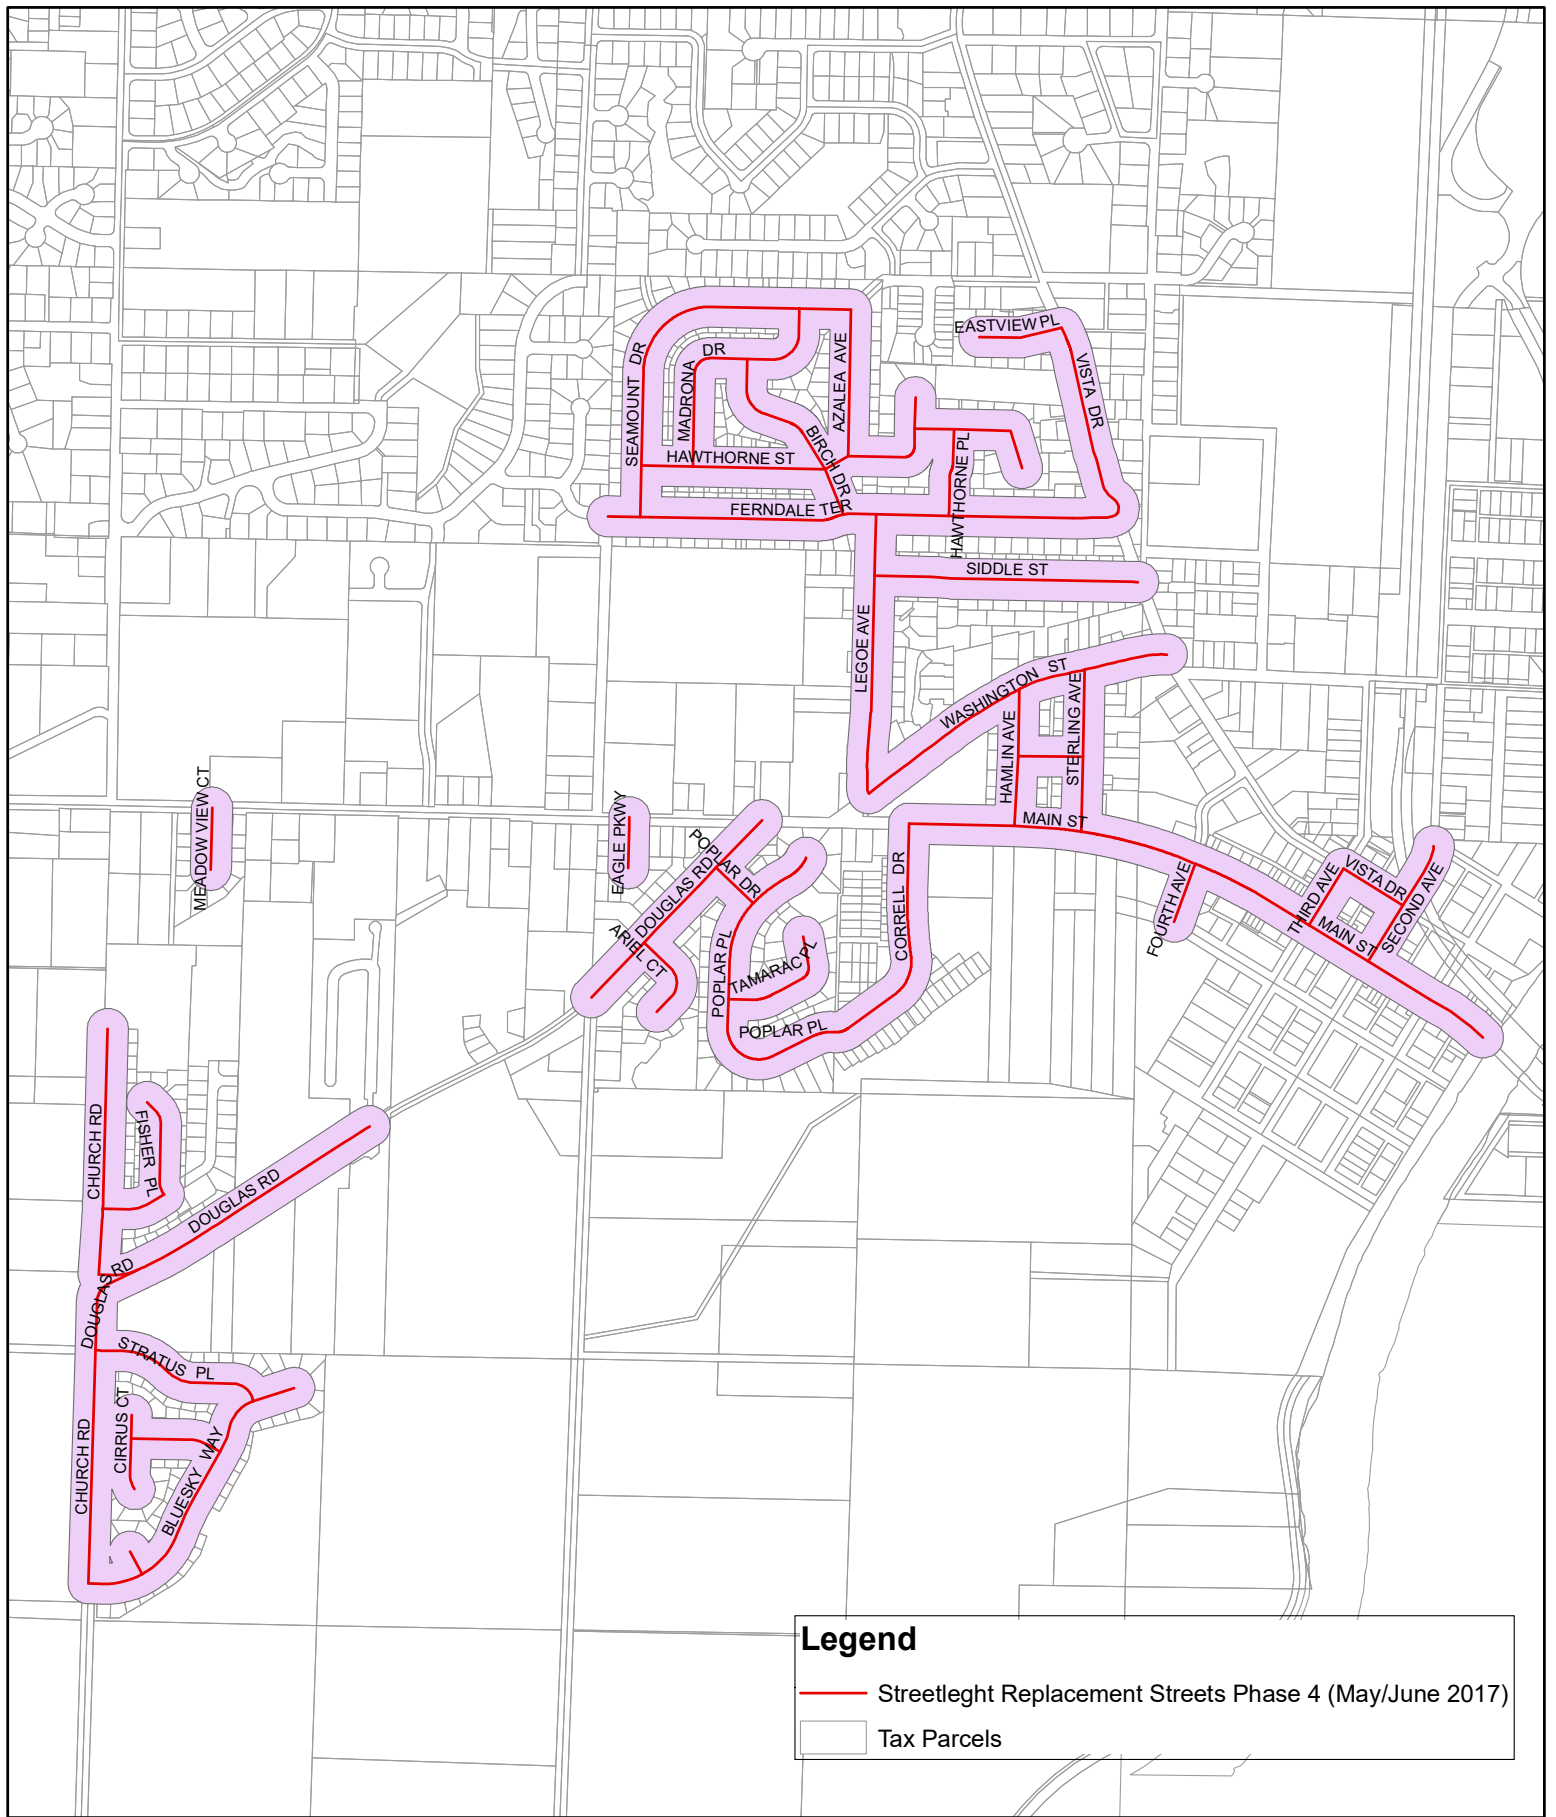 EASTVIEW PL
VISTA DR
SEAMOUNT DR
MADRONA DR
AZALEA AVE
BIRCH DR
HAWTHORNE ST
HAWTHORNE PL
FERNDALE TER
SIDDLE ST
LEGOE AVE
WASHINGTON ST
HAMLIN AVE
STERLING AVE
MAIN ST
MEADOW VIEW CT
EAGLE PKWY
POPLAR DR
DOUGLAS RD
ARIEL CT
POPLAR PL
TAMARAC PL
POPLAR PL
CORRELL DR
FOURTH AVE
THIRD AVE
VISTA DR
MAIN ST
SECOND AVE
CHURCH RD
FISHER PL
DOUGLAS RD
DOUGLAS RD
STRATUS PL
CIRRUS CT
CHURCH RD
BLUESKY WAY
Legend
Streetleght Replacement Streets Phase 4 (May/June 2017)
Tax Parcels